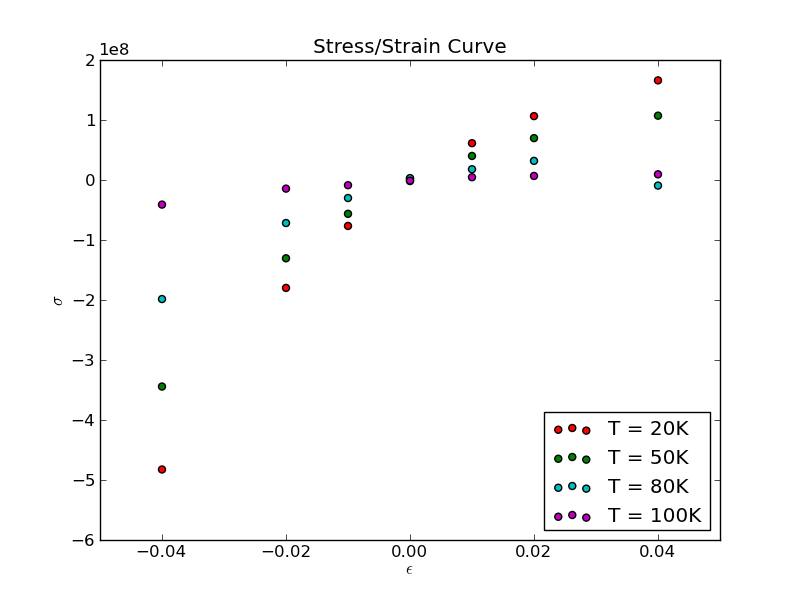 Stress/Strain Curve
1e8
2
1
0
−1
−2
−3
−4
−5
−6
σ
−0.04 −0.02 0.00 0.02 0.04
ϵ
T = 20K
T = 50K
T = 80K
T = 100K